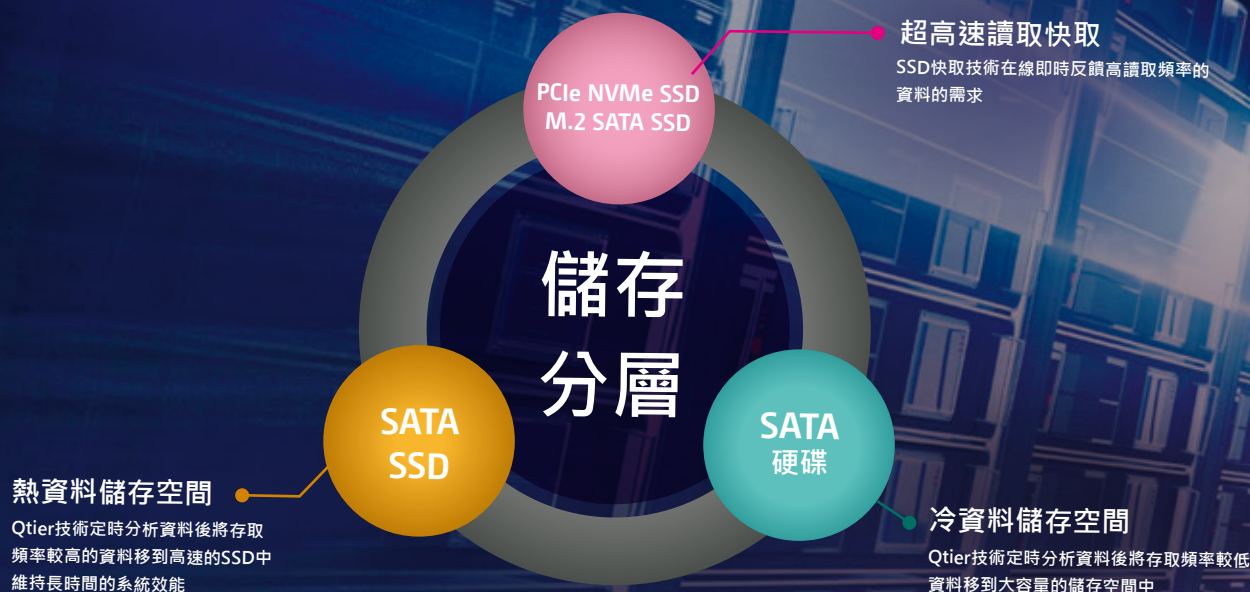 超高速讀取快取
SSD快取技術在線即時反饋高讀取頻率的
資料的需求
PCIe NVMe SSD
M.2 SATA SSD
儲存
分層
SATA
SSD
SATA
硬碟
熱資料儲存空間
Qtier技術定時分析資料後將存取
頻率較高的資料移到高速的SSD中
維持長時間的系統效能
冷資料儲存空間
Qtier技術定時分析資料後將存取頻率較低
資料移到大容量的儲存空間中